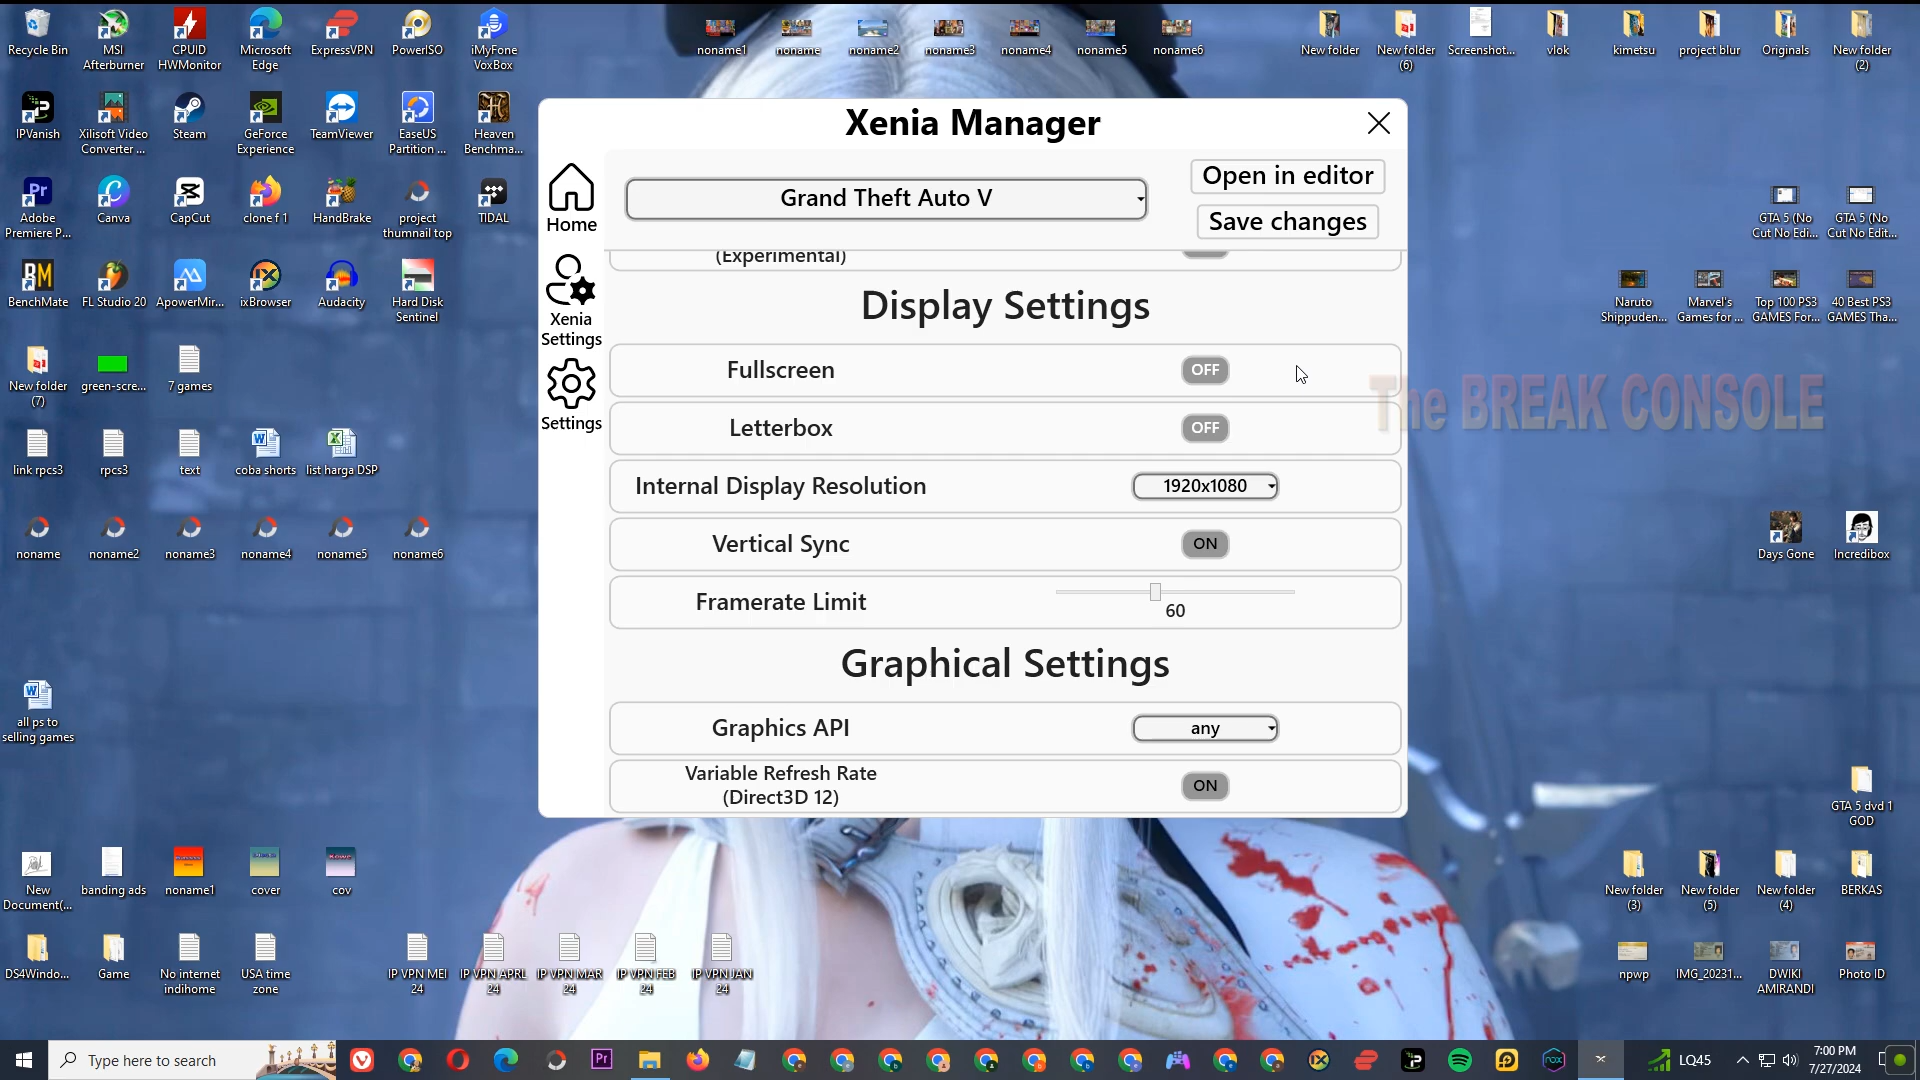 Recycle Bin
MSI
Afterburner
CPUID
HWMonitor
Microsoft
Edge
ExpressVPN
PowerISO
iMyFone
VoxBox
noname1
noname
noname2
noname3
noname4
noname5
noname6
New folder
New folder
(6)
Screenshot...
vlok
kimetsu
project blur
Originals
New folder
(2)
IPVanish
Xilisoft Video
Converter ...
Steam
GeForce
Experience
TeamViewer
EaseUS
Partition ...
Heaven
Benchma...
Adobe
Premiere P...
Canva
CapCut
clone f 1
HandBrake
project
thumnail top
TIDAL
BenchMate
FL Studio 20
ApowerMir...
ixBrowser
Audacity
Hard Disk
Sentinel
New folder
(7)
green-scre...
7 games
link rpcs3
rpcs3
text
coba shorts
list harga DSP
noname
noname2
noname3
noname4
noname5
noname6
all ps to
selling games
New
Document(...
banding ads
noname1
cover
cov
DS4Windo...
Game
No internet
indihome
USA time
zone
IP VPN MEI
24
IP VPN APRL
24
IP VPN MAR
24
IP VPN FEB
24
IP VPN JAN
24
Xenia Manager
Home
Xenia
Settings
Settings
Grand Theft Auto V
Open in editor
Save changes
(Experimental)
Display Settings
Fullscreen
OFF
Letterbox
OFF
Internal Display Resolution
1920x1080
Vertical Sync
ON
Framerate Limit
60
Graphical Settings
Graphics API
any
Variable Refresh Rate
(Direct3D 12)
ON
The BREAK CONSOLE
GTA 5 (No
Cut No Edi...
GTA 5 (No
Cut No Edit...
Naruto
Shippuden...
Marvel's
Games for ...
Top 100 PS3
GAMES For...
40 Best PS3
GAMES Tha...
Days Gone
Incredibox
GTA 5 dvd 1
GOD
New folder
(3)
New folder
(5)
New folder
(4)
BERKAS
npwp
IMG_20231...
DWIKI
AMIRANDI
Photo ID
Type here to search
LQ45
7:00 PM
7/27/2024